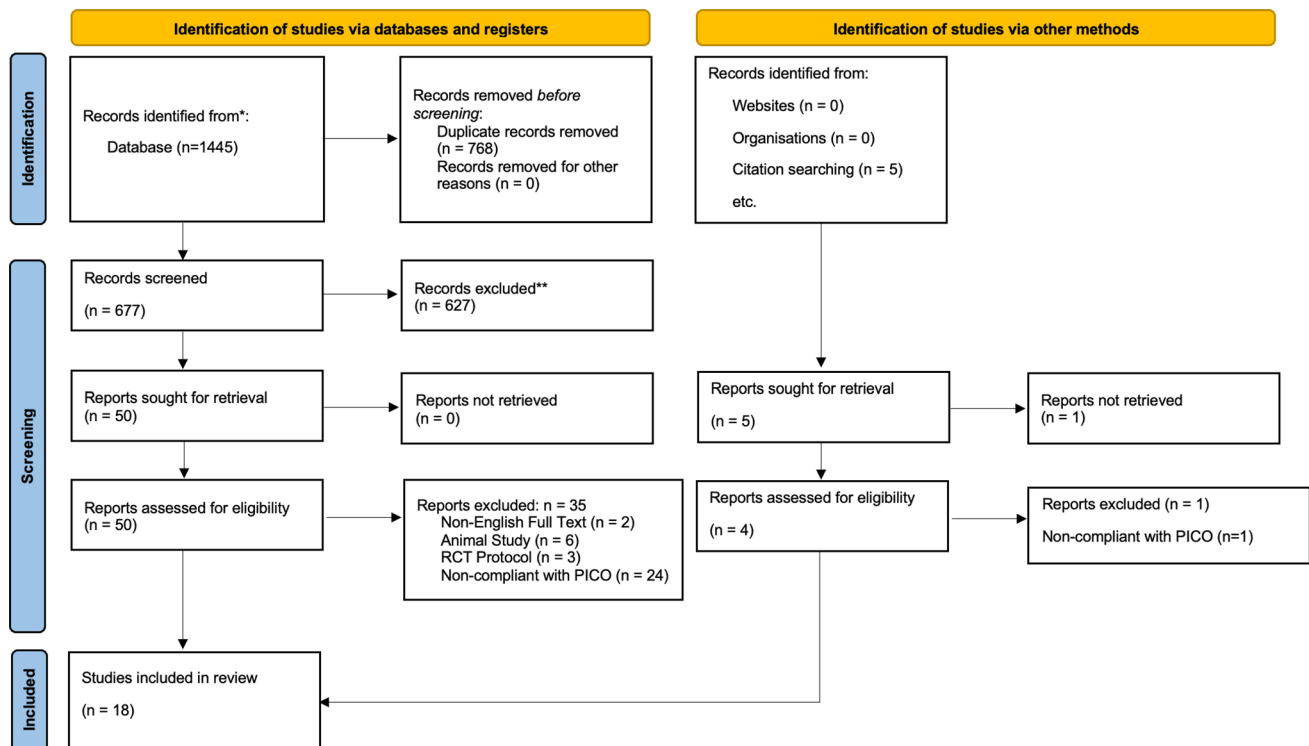 Identification of studies via databases and registers
Identification of studies via other methods
Identification
Records identified from*:
Database (n=1445)
Records removed before
screening:
Duplicate records removed
(n = 768)
Records removed for other
reasons (n = 0)
Records identified from:
Websites (n = 0)
Organisations (n = 0)
Citation searching (n = 5)
etc.
Screening
Records screened
(n = 677)
Records excluded**
(n = 627)
Reports sought for retrieval
(n = 50)
Reports not retrieved
(n = 0)
Reports sought for retrieval
(n = 5)
Reports not retrieved
(n = 1)
Reports assessed for eligibility
(n = 50)
Reports excluded: n = 35
Non-English Full Text (n = 2)
Animal Study (n = 6)
RCT Protocol (n = 3)
Non-compliant with PICO (n = 24)
Reports assessed for eligibility
(n = 4)
Reports excluded (n = 1)
Non-compliant with PICO (n=1)
Included
Studies included in review
(n = 18)